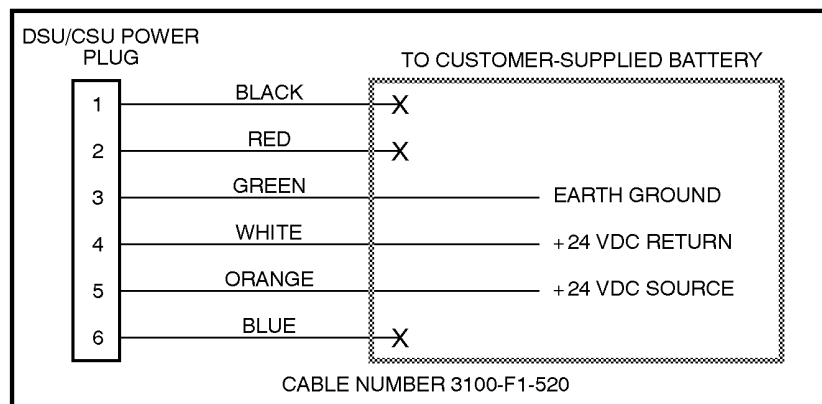 DSU/CSU POWER
PLUG
TO CUSTOMER-SUPPLIED BATTERY
1 BLACK X
2 RED X
3 GREEN EARTH GROUND
4 WHITE +24 VDC RETURN
5 ORANGE +24 VDC SOURCE
6 BLUE X
CABLE NUMBER 3100-F1-520